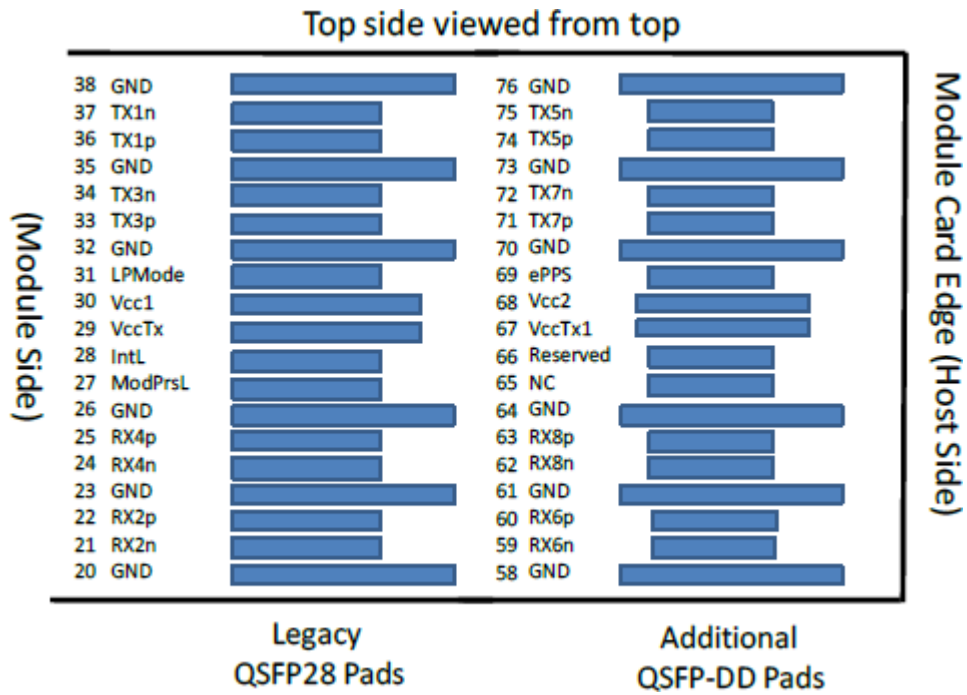 Top side viewed from top
38 GND 76 GND
37 TX1n 75 TX5n
36 TX1p 74 TX5p
35 GND 73 GND
34 TX3n 72 TX7n
33 TX3p 71 TX7p
32 GND 70 GND
31 LPMode 69 ePPS
30 Vcc1 68 Vcc2
29 VccTx 67 VccTx1
28 IntL 66 Reserved
27 ModPrsL 65 NC
26 GND 64 GND
25 RX4p 63 RX8p
24 RX4n 62 RX8n
23 GND 61 GND
22 RX2p 60 RX6p
21 RX2n 59 RX6n
20 GND 58 GND
(Module Side)
Module Card Edge (Host Side)
Legacy
QSFP28 Pads
Additional
QSFP-DD Pads